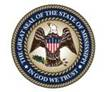 THE GREAT SEAL OF THE STATE OF MISSISSIPPI
IN GOD WE TRUST